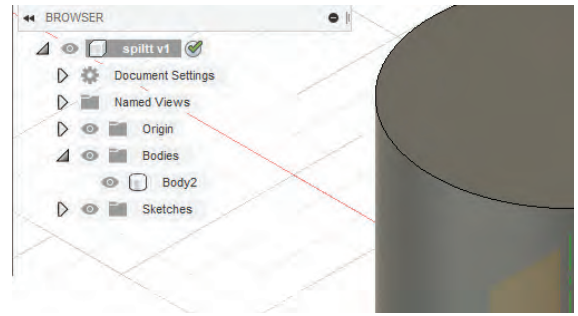 BROWSER
spiltt v1
Document Settings
Named Views
Origin
Bodies
Body2
Sketches